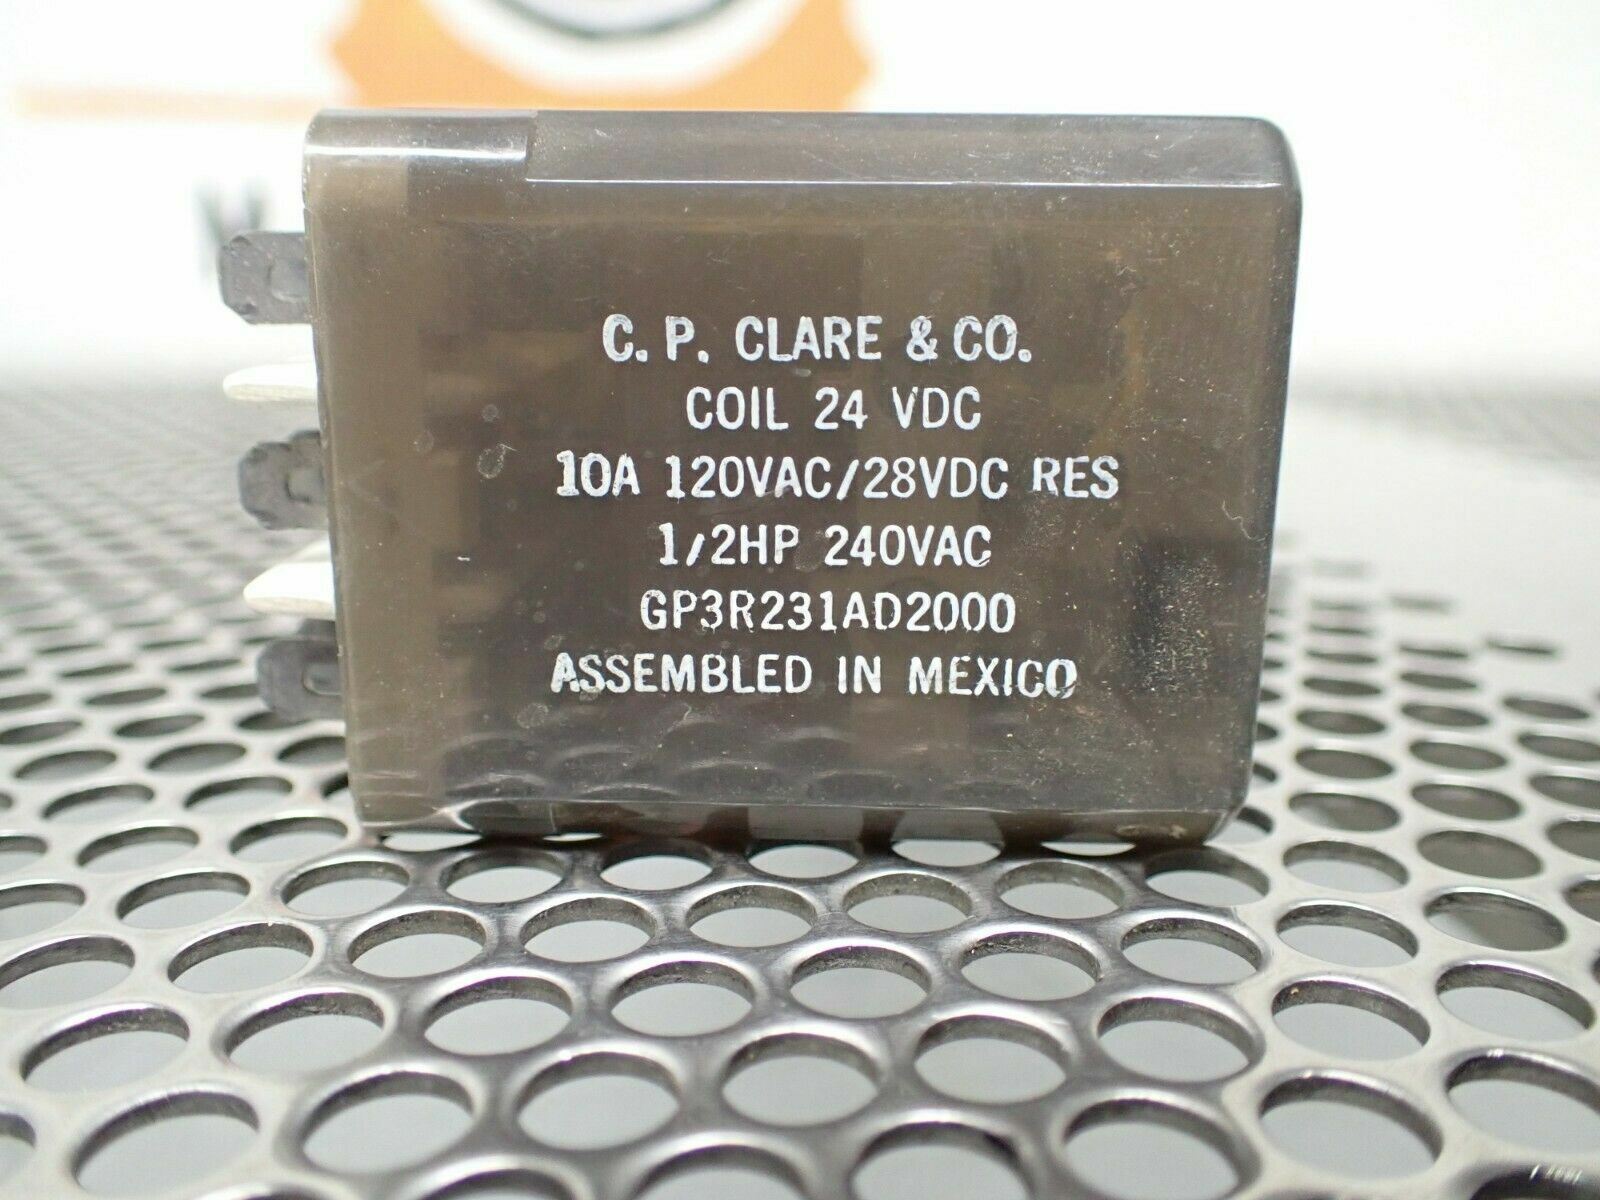 C. P. CLARE & CO.
COIL 24 VDC
10A 120VAC/28VDC RES
1/2HP 240VAC
GP3R231AD2000
ASSEMBLED IN MEXICO